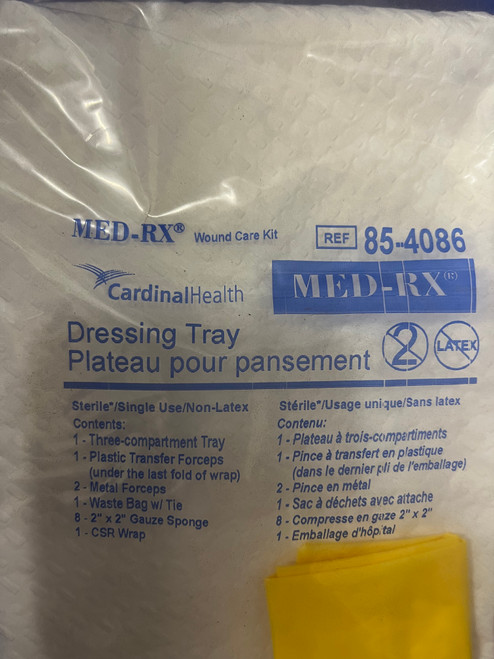 MED-RX® Wound Care Kit
REF 85-4086
CardinalHealth
MED-RX®
Dressing Tray
Plateau pour pansement
2
LATEX
Sterile*/Single Use/Non-Latex
Contents:
1 - Three-compartment Tray
1 - Plastic Transfer Forceps
(under the last fold of wrap)
2 - Metal Forceps
1 - Waste Bag w/ Tie
8 - 2" x 2" Gauze Sponge
1 - CSR Wrap
Stérile*/Usage unique/Sans latex
Contenu:
1 - Plateau à trois-compartiments
1 - Pince à transfert en plastique
(dans le dernier pli de l'emballage)
2 - Pince en métal
1 - Sac à déchets avec attache
8 - Compresse en gaze 2" x 2"
1 - Emballage d'hôpital